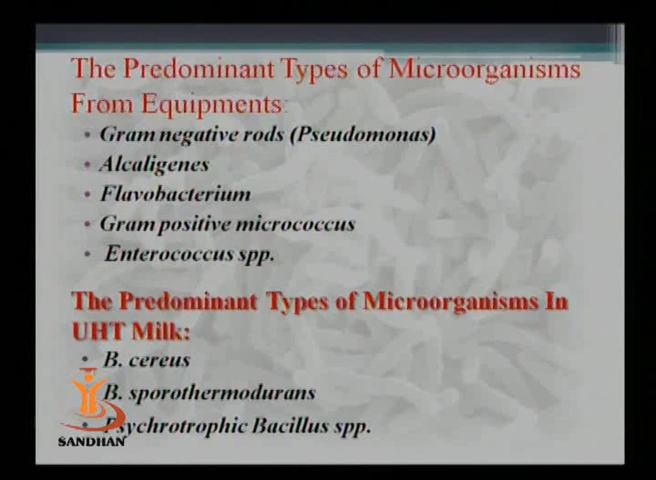 The Predominant Types of Microorganisms
From Equipments:
• Gram negative rods (Pseudomonas)
• Alcaligenes
• Flavobacterium
• Gram positive micrococcus
• Enterococcus spp.
The Predominant Types of Microorganisms In
UHT Milk:
• B. cereus
• B. sporothermodurans
• Psychrotrophic Bacillus spp.
SANDHAN